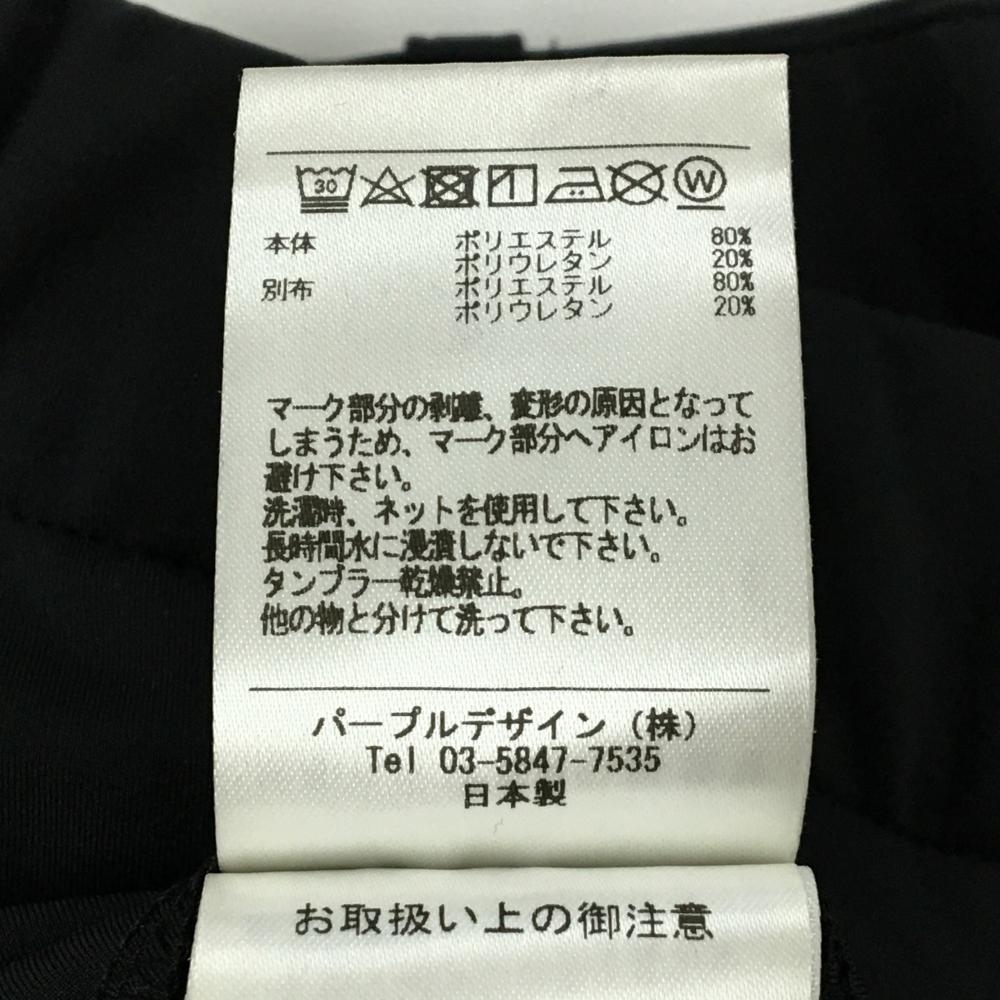 30 W
本体 ポリエステル 80%
ポリウレタン 20%
別布 ポリエステル 80%
ポリウレタン 20%
マーク部分の剥離、変形の原因となって
しまうため、マーク部分へアイロンはお
避け下さい。
洗濯時、ネットを使用して下さい。
長時間水に浸漬しないで下さい。
タンブラー乾燥禁止。
他の物と分けて洗って下さい。
パープルデザイン（株）
Tel 03-5847-7535
日本製
お取扱い上の御注意